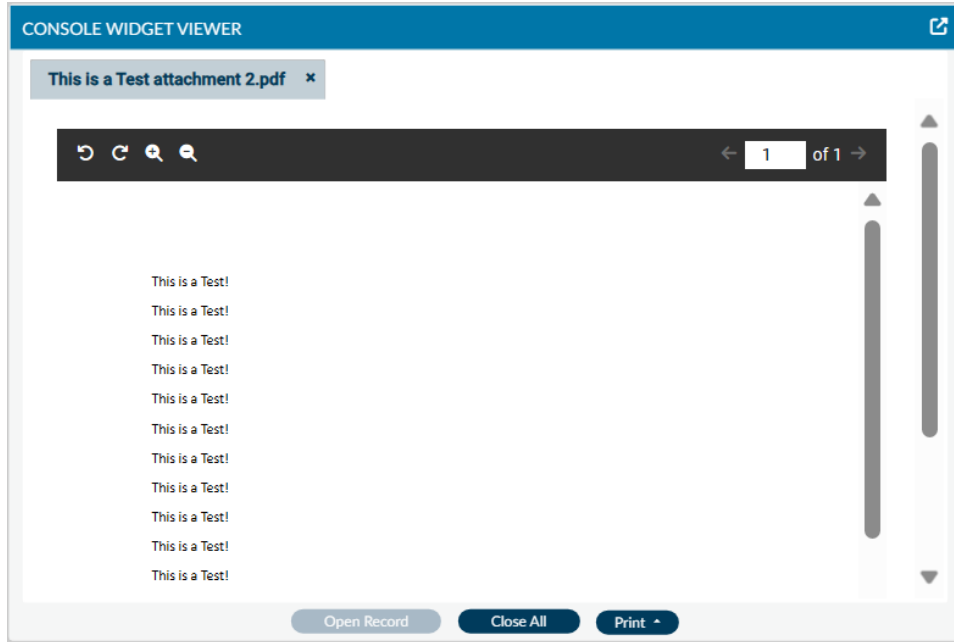 CONSOLE WIDGET VIEWER
This is a Test attachment 2.pdf ×
1 of 1
This is a Test!
This is a Test!
This is a Test!
This is a Test!
This is a Test!
This is a Test!
This is a Test!
This is a Test!
This is a Test!
This is a Test!
This is a Test!
Open Record Close All Print